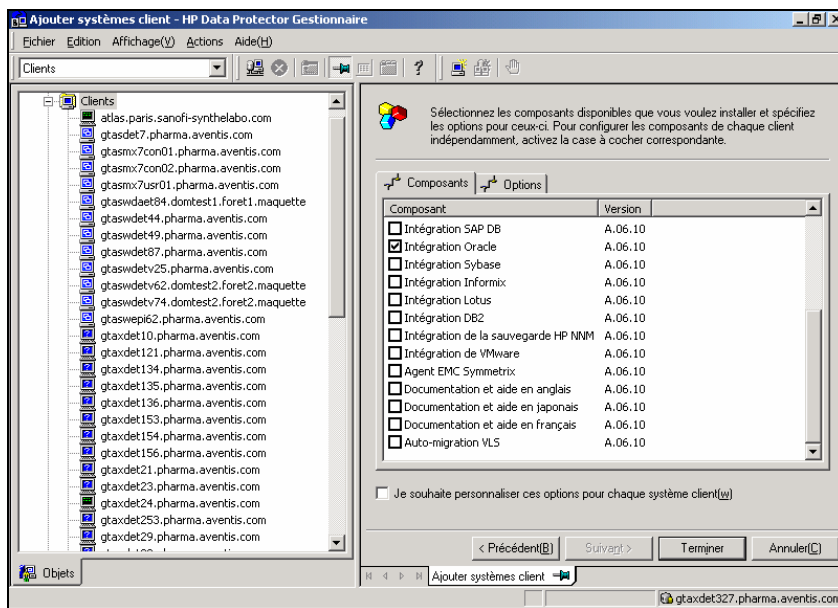 Ajouter systèmes client - HP Data Protector Gestionnaire
Fichier Edition Affichage(V) Actions Aide(H)
Clients
Clients
atlas.paris.sanofi-synthelabo.com
gtasdet7.pharma.aventis.com
gtasmx7con01.pharma.aventis.com
gtasmx7con02.pharma.aventis.com
gtasmx7usr01.pharma.aventis.com
gtaswdaet84.domtest1.foret1.maquette
gtaswdet44.pharma.aventis.com
gtaswdet49.pharma.aventis.com
gtaswdet87.pharma.aventis.com
gtaswdetv25.pharma.aventis.com
gtaswdetv62.domtest2.foret2.maquette
gtaswdetv74.domtest2.foret2.maquette
gtaswepi62.pharma.aventis.com
gtaxdet10.pharma.aventis.com
gtaxdet121.pharma.aventis.com
gtaxdet134.pharma.aventis.com
gtaxdet135.pharma.aventis.com
gtaxdet136.pharma.aventis.com
gtaxdet153.pharma.aventis.com
gtaxdet154.pharma.aventis.com
gtaxdet156.pharma.aventis.com
gtaxdet21.pharma.aventis.com
gtaxdet23.pharma.aventis.com
gtaxdet24.pharma.aventis.com
gtaxdet253.pharma.aventis.com
gtaxdet29.pharma.aventis.com
Objets
Sélectionnez les composants disponibles que vous voulez installer et spécifiez
les options pour ceux-ci. Pour configurer les composants de chaque client
indépendamment, activez la case à cocher correspondante.
Composants Options
Composant Version
Intégration SAP DB A.06.10
Intégration Oracle A.06.10
Intégration Sybase A.06.10
Intégration Informix A.06.10
Intégration Lotus A.06.10
Intégration DB2 A.06.10
Intégration de la sauvegarde HP NNM A.06.10
Intégration de VMware A.06.10
Agent EMC Symmetrix A.06.10
Documentation et aide en anglais A.06.10
Documentation et aide en japonais A.06.10
Documentation et aide en français A.06.10
Auto-migration VLS A.06.10
Je souhaite personnaliser ces options pour chaque système client(w)
< Précédent(B) Suivant > Terminer Annuler(C)
Ajouter systèmes client
gtaxdet327.pharma.aventis.com